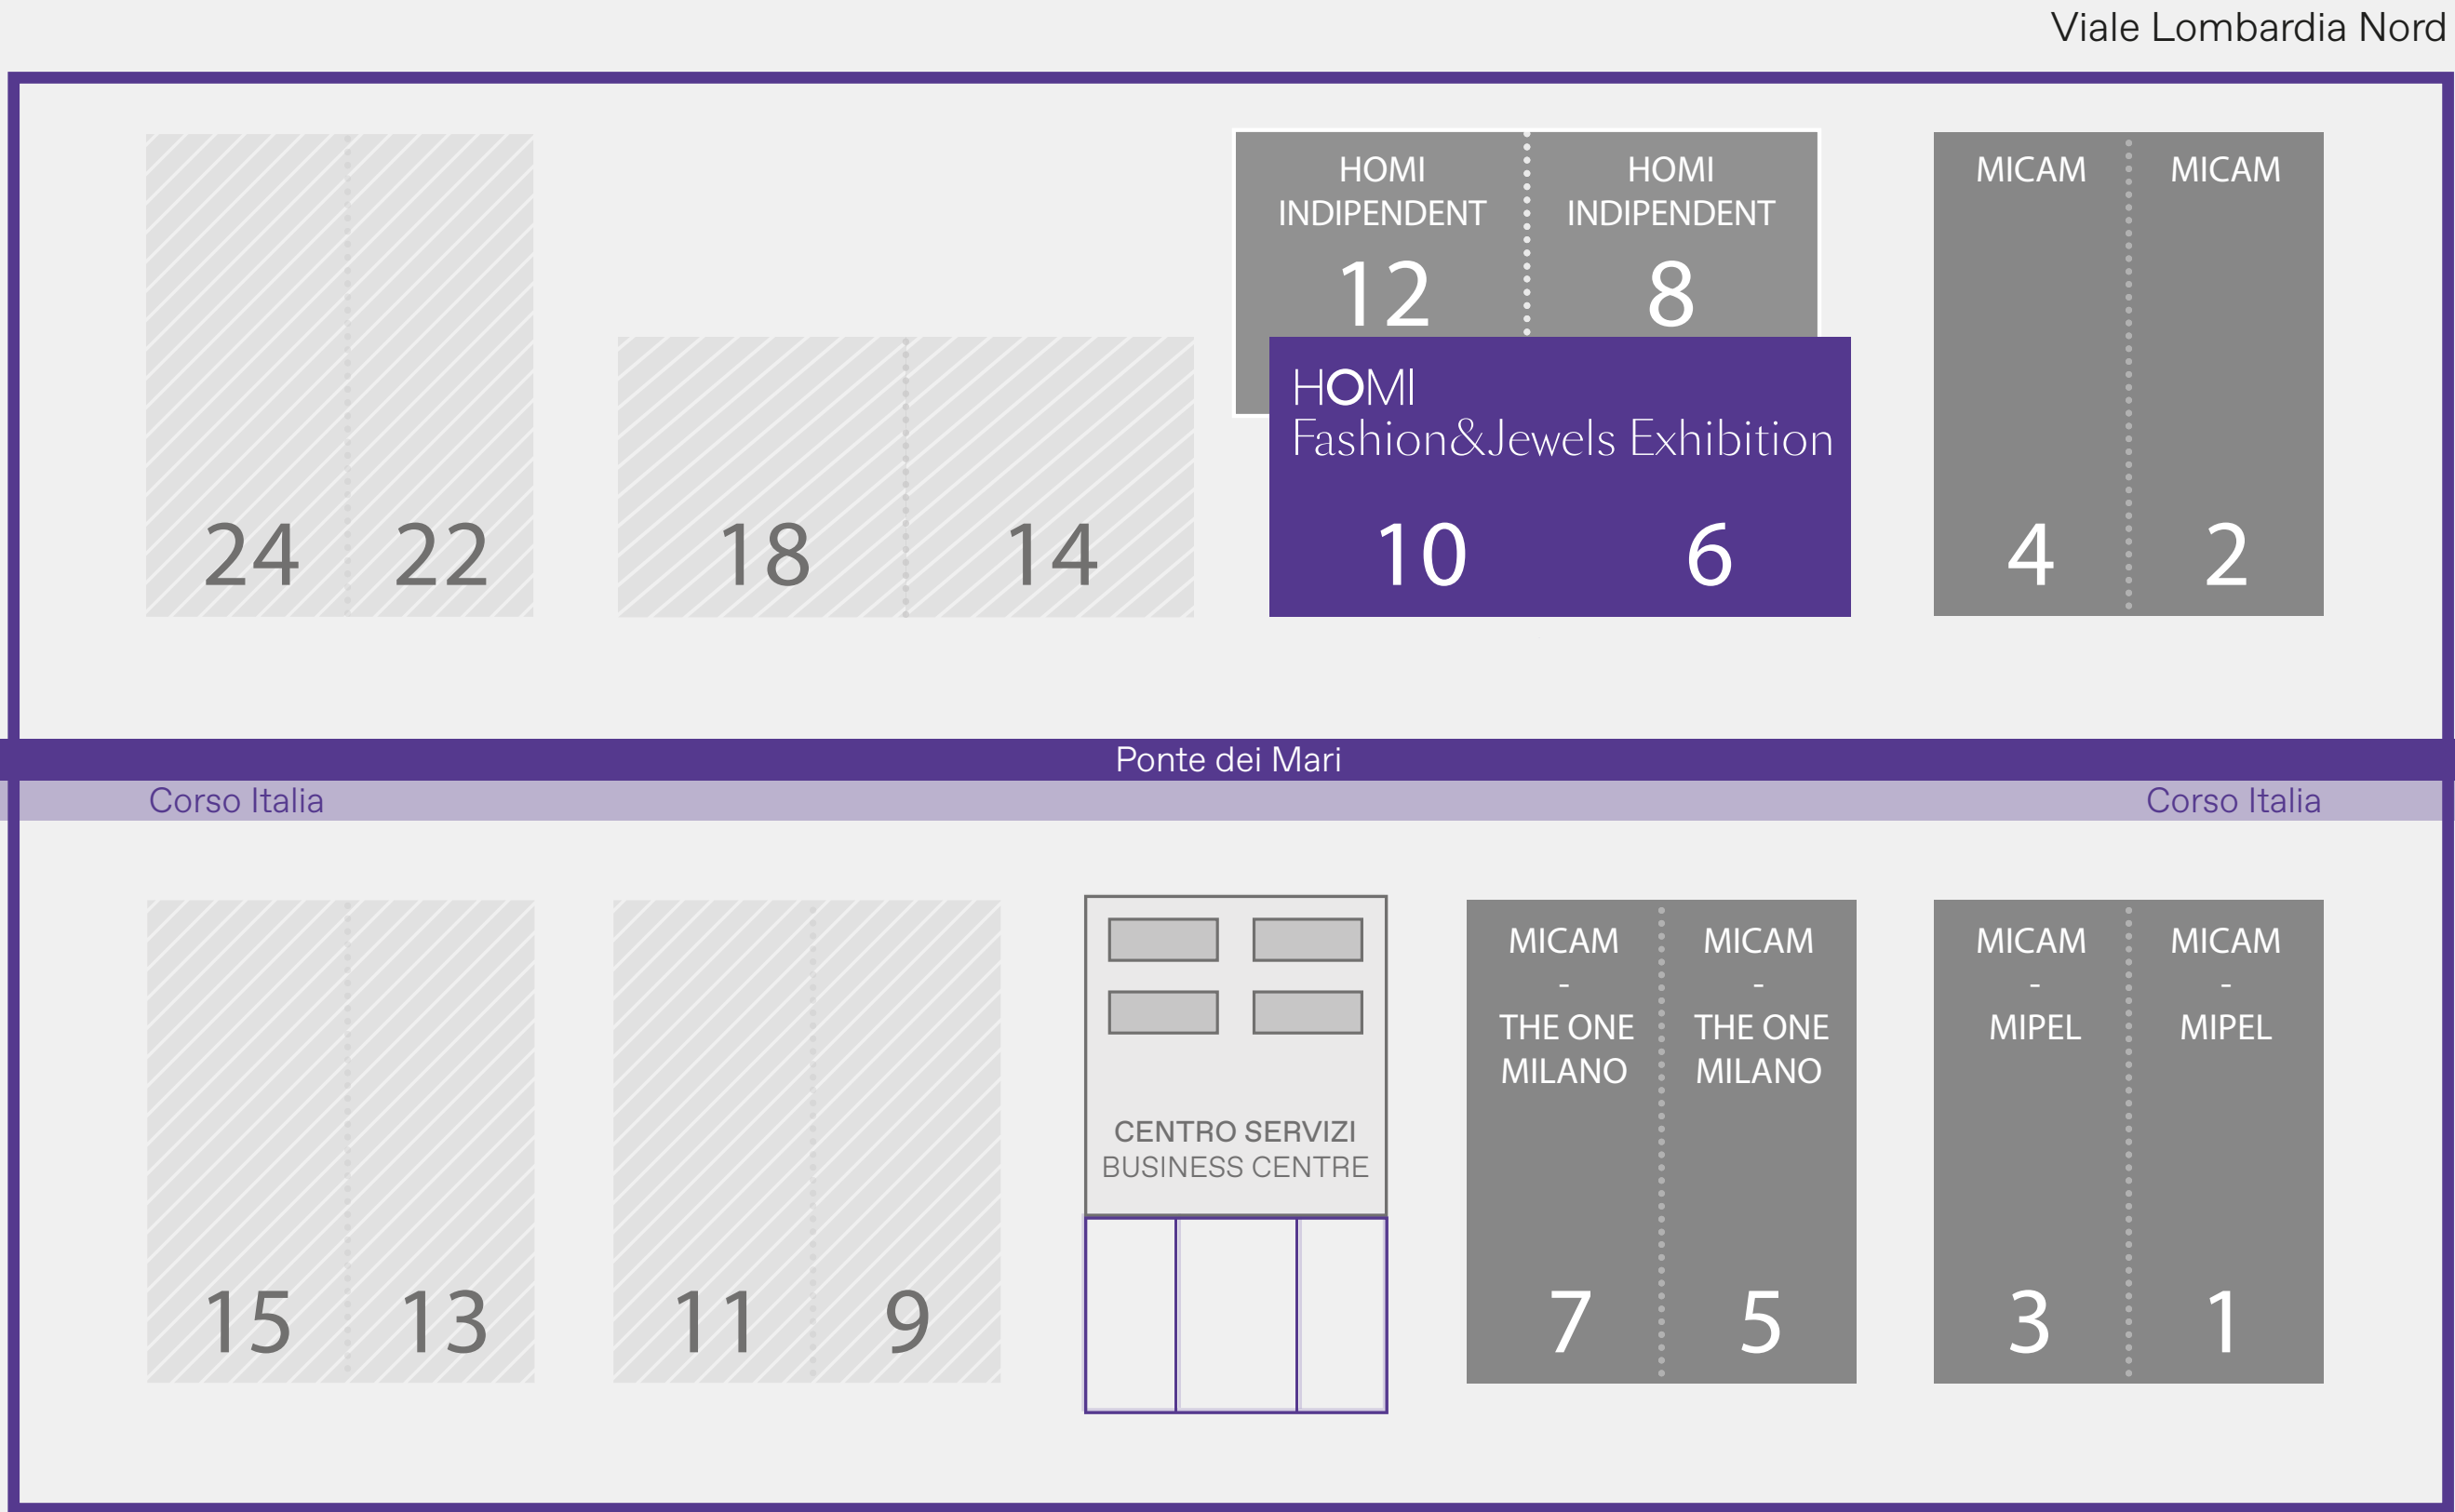 Viale Lombardia Nord
HOMI
INDIPENDENT
12
HOMI
INDIPENDENT
8
MICAM
MICAM
HOMI
Fashion&Jewels Exhibition
24 22 18 14 10 6 4 2
Ponte dei Mari
Corso Italia Corso Italia
MICAM
-
THE ONE
MILANO
MICAM
-
THE ONE
MILANO
MICAM
-
MIPEL
MICAM
-
MIPEL
CENTRO SERVIZI
BUSINESS CENTRE
15 13 11 9 7 5 3 1